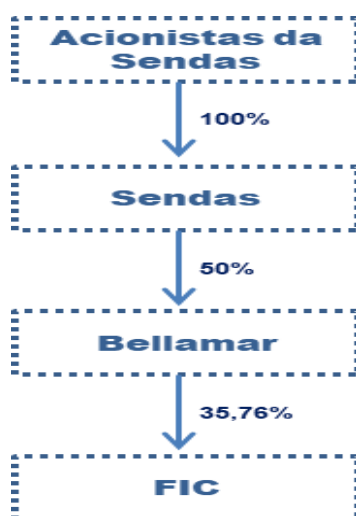 Acionistas da
Sendas
100%
Sendas
50%
Bellamar
35,76%
FIC